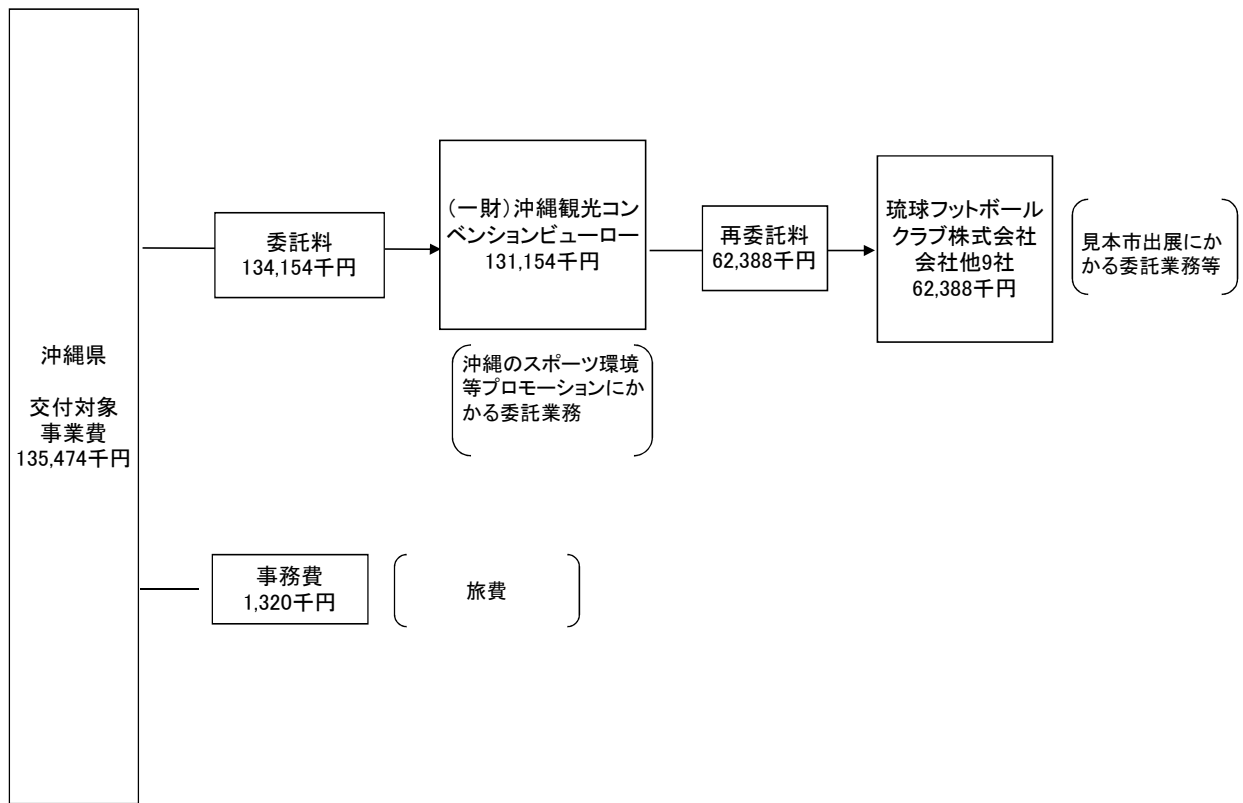 沖縄県
交付対象
事業費
135,474千円
委託料
134,154千円
(一財)沖縄観光コン
ベンションビューロー
131,154千円
沖縄のスポーツ環境
等プロモーションにか
かる委託業務
再委託料
62,388千円
琉球フットボール
クラブ株式会社
会社他9社
62,388千円
見本市出展にか
かる委託業務等
事務費
1,320千円
旅費